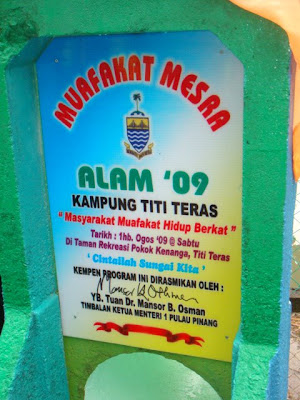 MUAFAKAT MESRA
ALAM '09
KAMPUNG TITI TERAS
" Masyarakat Muafakat Hidup Berkat "
Tarikh : 1hb. Ogos '09 @ Sabtu
Di Taman Rekreasi Pokok Kenanga, Titi Teras
' Cintailah Sungai Kita '
KEMPEN PROGRAM INI DIRASMIKAN OLEH :
Mansor B. Othman
YB. Tuan Dr. Mansor B. Osman
TIMBALAN KETUA MENTERI 1 PULAU PINANG